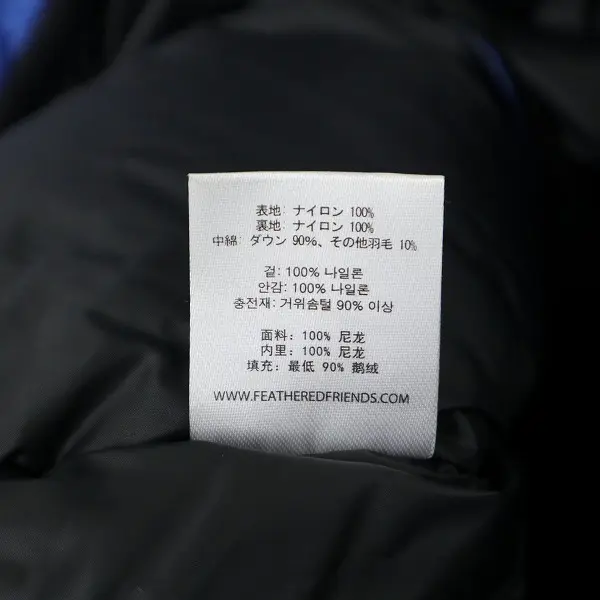 表地: ナイロン 100%
裏地: ナイロン 100%
中綿: ダウン 90%、その他羽毛 10%
겉: 100% 나일론
안감: 100% 나일론
충전재: 거위솜털 90% 이상
面料: 100% 尼龙
内里: 100% 尼龙
填充: 最低 90% 鹅绒
WWW.FEATHEREDFRIENDS.COM